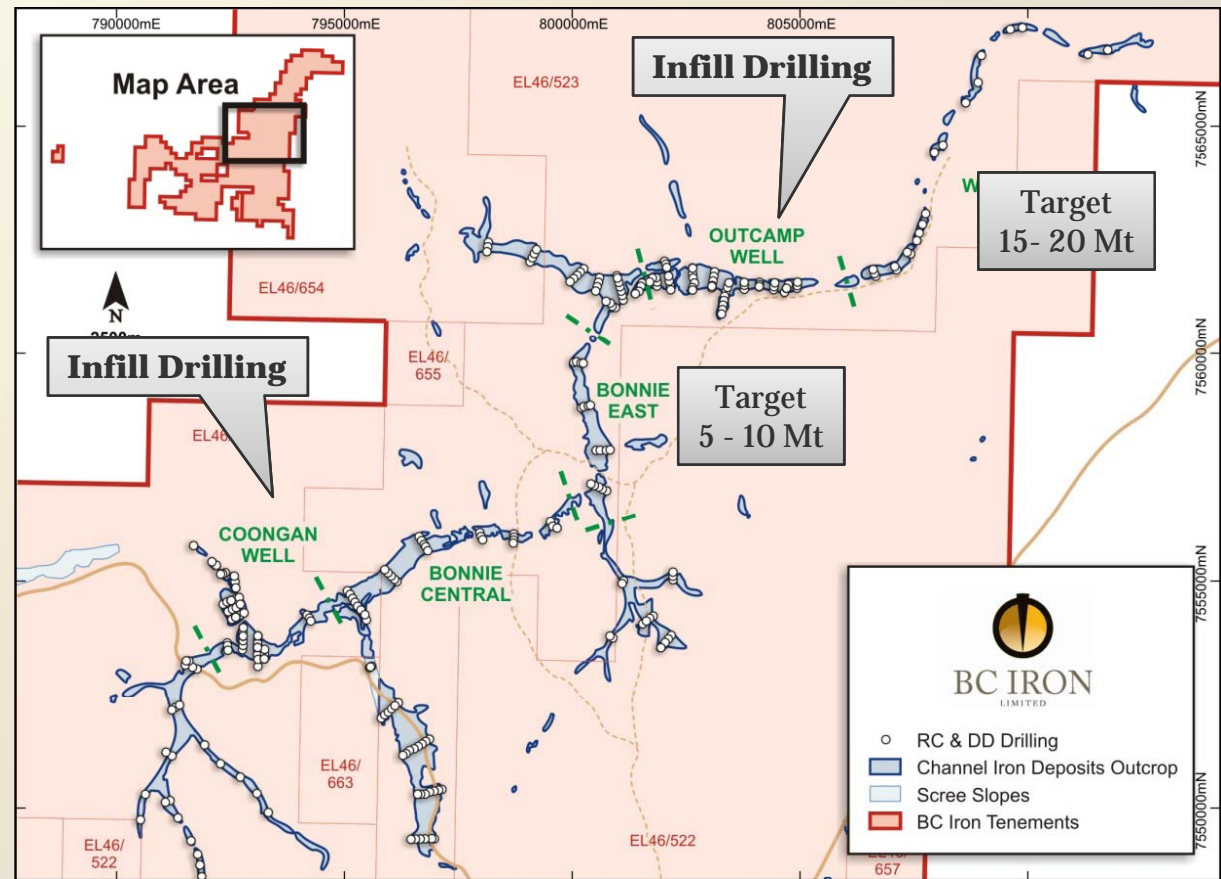 790000mE
795000mE
800000mE
805000mE
Map Area
Infill Drilling
EL46/523
7565000mN
Target
15- 20 Mt
OUTCAMP
WELL
EL46/654
N
Infill Drilling
EL46/
655
7560000mN
BONNIE
EAST
Target
5 - 10 Mt
COONGAN
WELL
BONNIE
CENTRAL
7555000mN
BC IRON
LIMITED
RC & DD Drilling
Channel Iron Deposits Outcrop
Scree Slopes
BC Iron Tenements
EL46/
663
7550000mN
EL46/
522
EL46/522
657